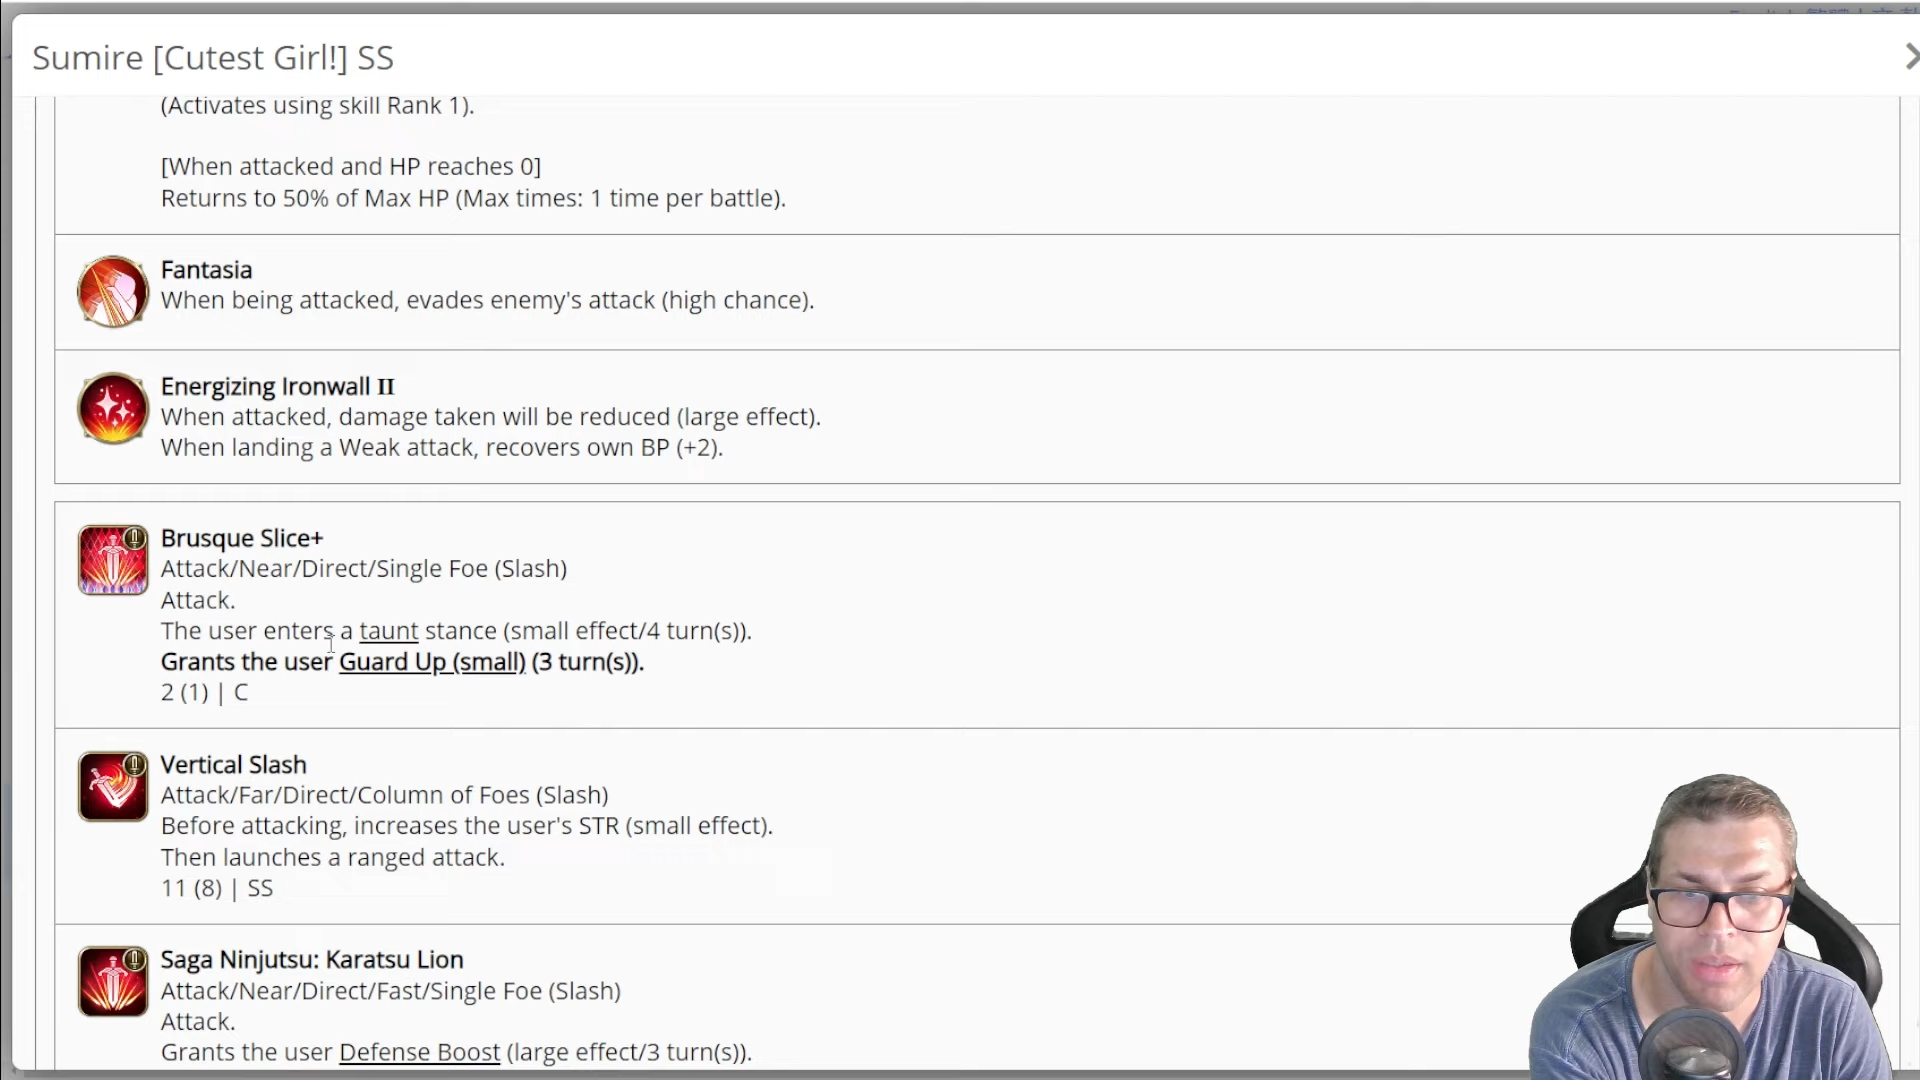 Sumire [Cutest Girl!] SS
(Activates using skill Rank 1).
[When attacked and HP reaches 0]
Returns to 50% of Max HP (Max times: 1 time per battle).
Fantasia
When being attacked, evades enemy's attack (high chance).
Energizing Ironwall II
When attacked, damage taken will be reduced (large effect).
When landing a Weak attack, recovers own BP (+2).
Brusque Slice+
Attack/Near/Direct/Single Foe (Slash)
Attack.
The user enters a taunt stance (small effect/4 turn(s)).
Grants the user Guard Up (small) (3 turn(s)).
2 (1) | C
Vertical Slash
Attack/Far/Direct/Column of Foes (Slash)
Before attacking, increases the user's STR (small effect).
Then launches a ranged attack.
11 (8) | SS
Saga Ninjutsu: Karatsu Lion
Attack/Near/Direct/Fast/Single Foe (Slash)
Attack.
Grants the user Defense Boost (large effect/3 turn(s)).